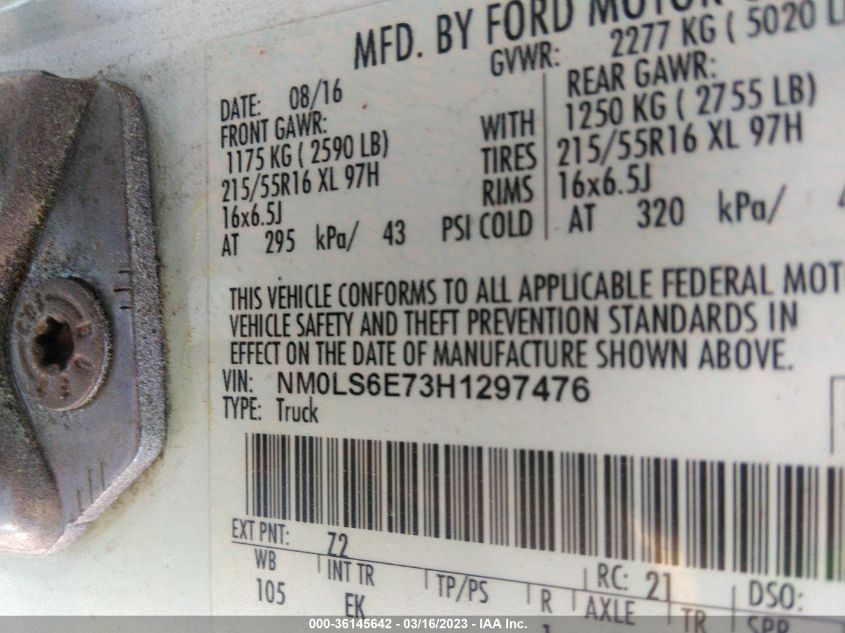 MFD. BY FORD MOTOR
GVWR: 2277 KG ( 5020
DATE: 08/16
FRONT GAWR:
1175 KG ( 2590 LB)
215/55R16 XL 97H
16x6.5J
AT 295 kPa/ 43 PSI COLD
WITH
TIRES
RIMS
REAR GAWR:
1250 KG ( 2755 LB)
215/55R16 XL 97H
16x6.5J
AT 320 kPa/
THIS VEHICLE CONFORMS TO ALL APPLICABLE FEDERAL MOTO
VEHICLE SAFETY AND THEFT PREVENTION STANDARDS IN
EFFECT ON THE DATE OF MANUFACTURE SHOWN ABOVE.
VIN: NM0LS6E73H1297476
TYPE: Truck
EXT PNT: Z2 RC: 21 DSO:
WB INT TR TP/PS R AXLE TR SPR
105 EK 1
000-36145642 - 03/16/2023 - IAA Inc.